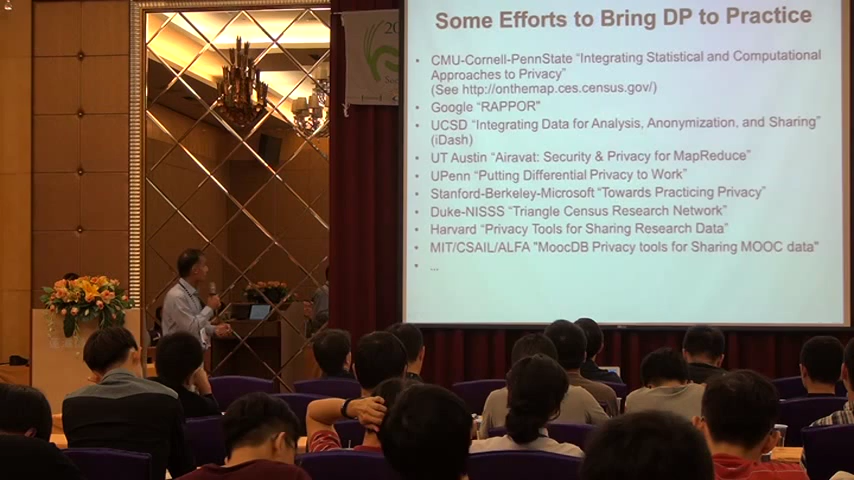 Some Efforts to Bring DP to Practice
• CMU-Cornell-PennState “Integrating Statistical and Computational
Approaches to Privacy”
(See http://onthemap.ces.census.gov/)
• Google “RAPPOR"
• UCSD “Integrating Data for Analysis, Anonymization, and Sharing”
(iDash)
• UT Austin “Airavat: Security & Privacy for MapReduce”
• UPenn “Putting Differential Privacy to Work”
• Stanford-Berkeley-Microsoft “Towards Practicing Privacy”
• Duke-NISSS “Triangle Census Research Network”
• Harvard “Privacy Tools for Sharing Research Data”
• MIT/CSAIL/ALFA "MoocDB Privacy tools for Sharing MOOC data"
• ...